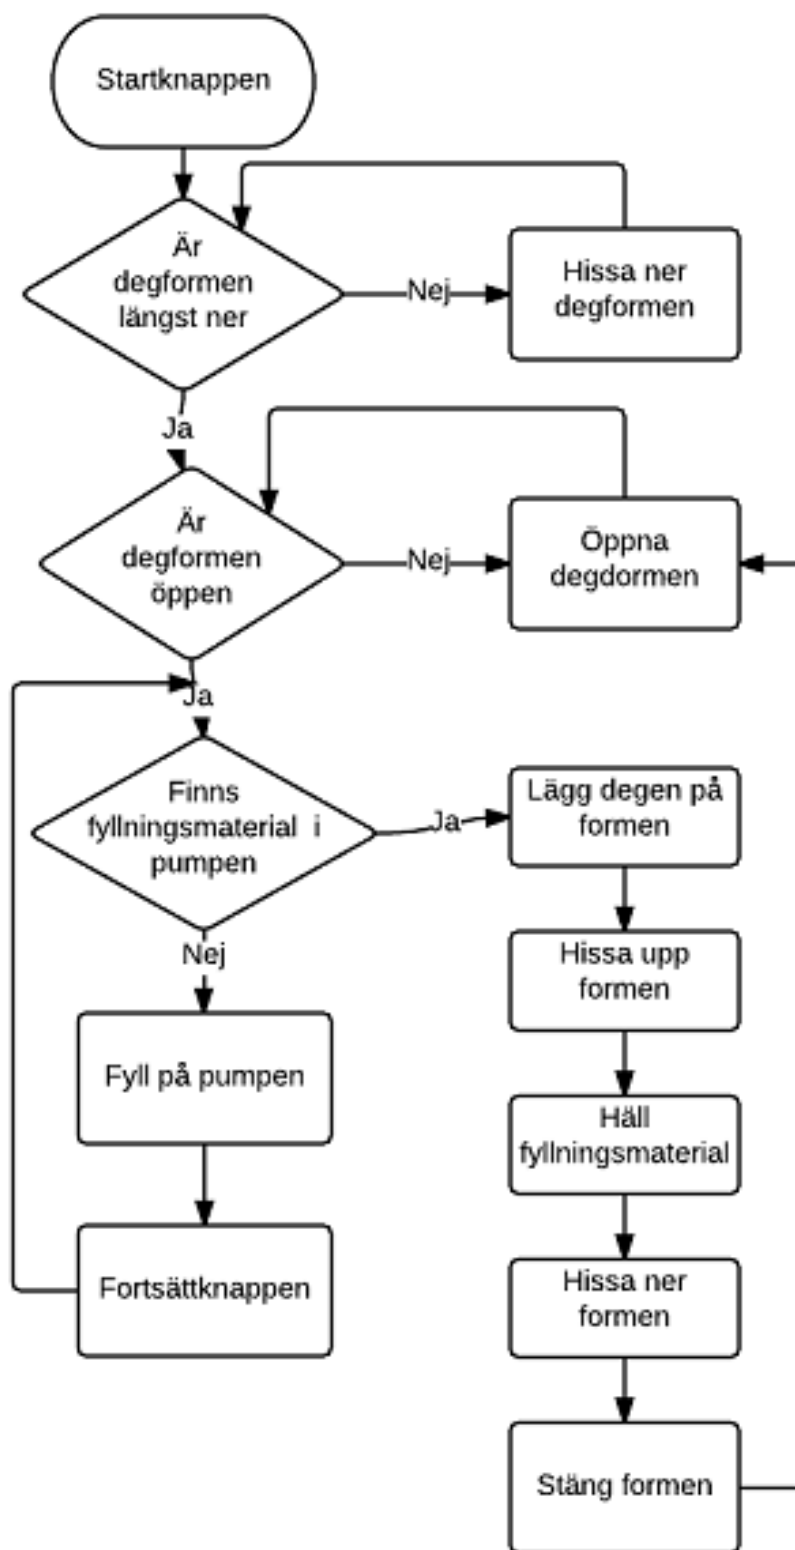 Startknappen
Är
degformen
längst ner
Nej
Hissa ner
degformen
Ja
Är
degformen
öppen
Nej
Öppna
degdormen
Ja
Finns
fyllningsmaterial i
pumpen
Ja
Lägg degen på
formen
Nej
Hissa upp
formen
Fyll på pumpen
Häll
fyllningsmaterial
Fortsättknappen
Hissa ner
formen
Stäng formen